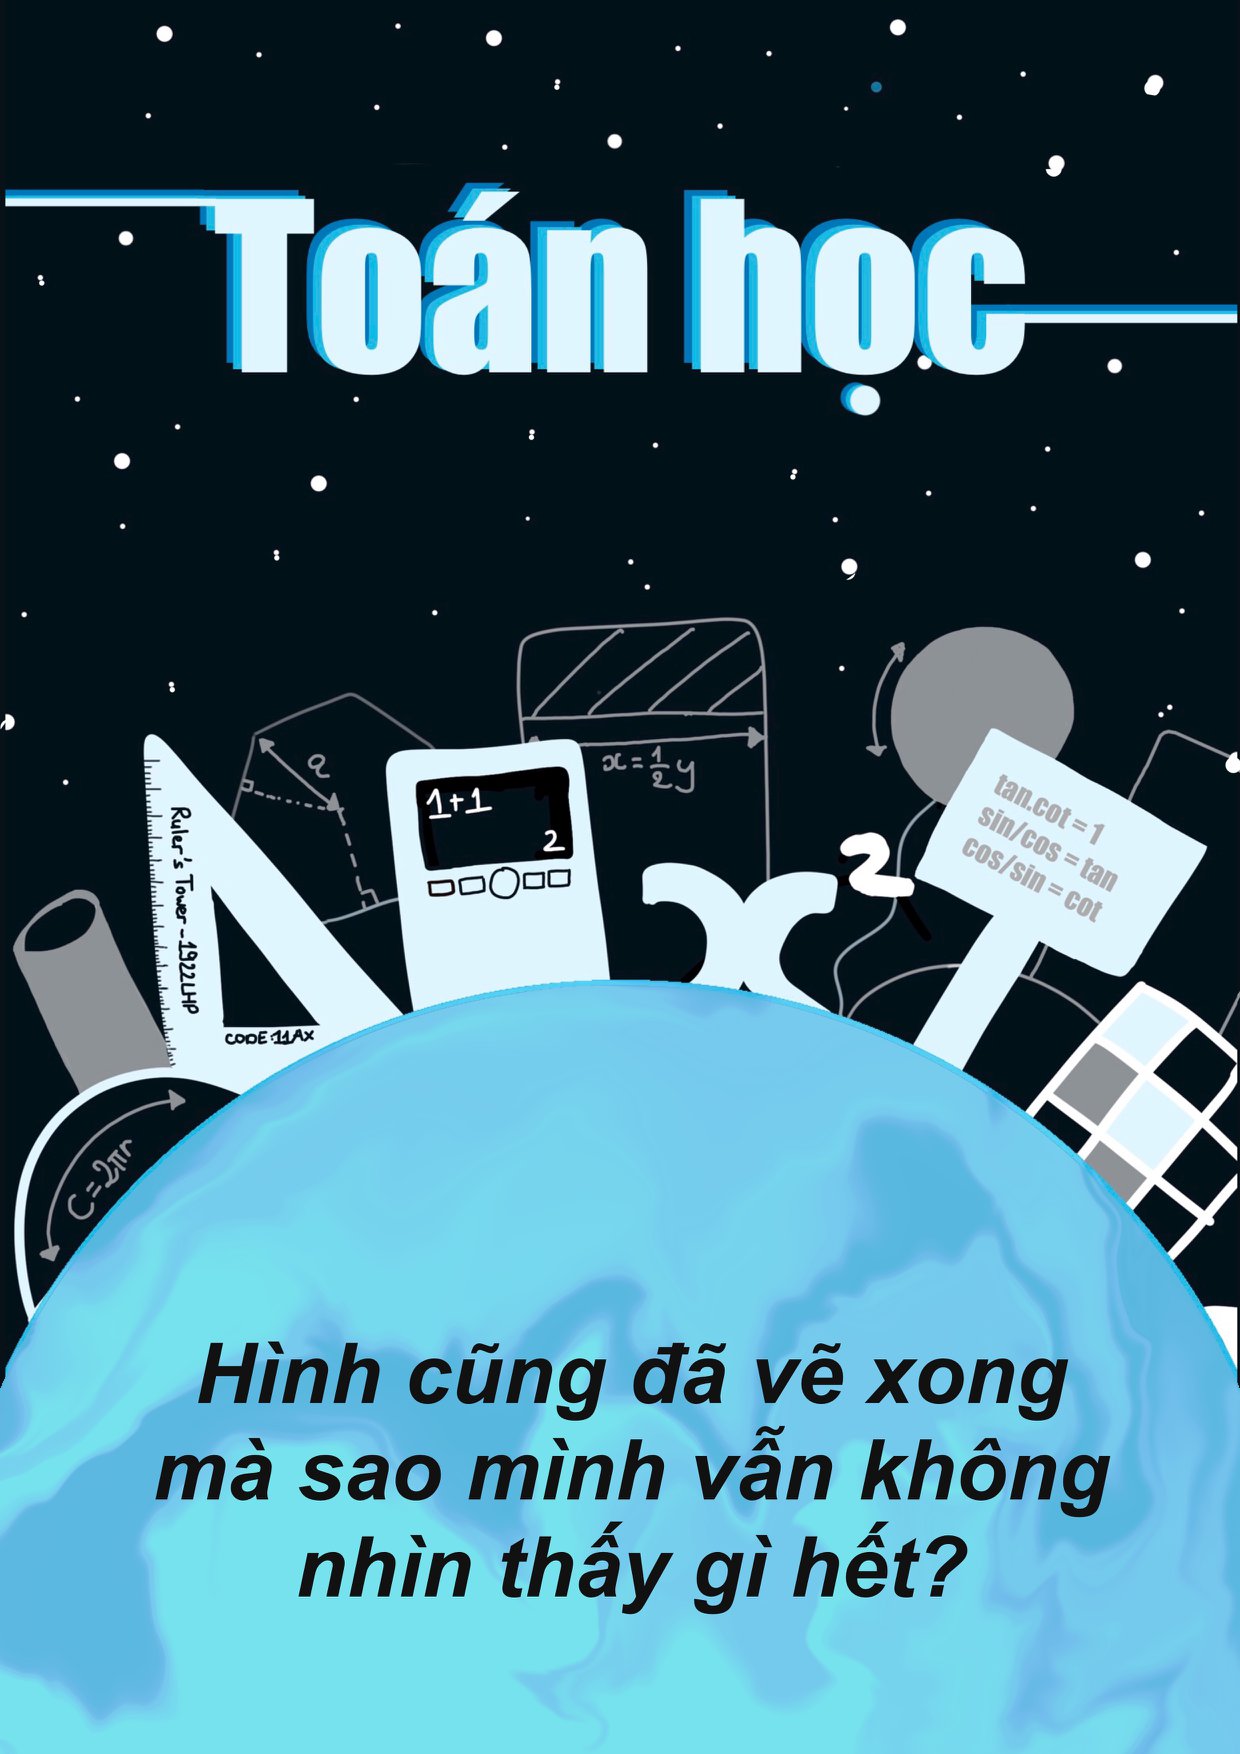 Toán học
x = 1/2 y
a
1+1
2
Ruler's Tower - 1922LHP
CODE:11AX
x²
tan.cot = 1
sin/cos = tan
cos/sin = cot
C = 2πr
Hình cũng đã vẽ xong
mà sao mình vẫn không
nhìn thấy gì hết?